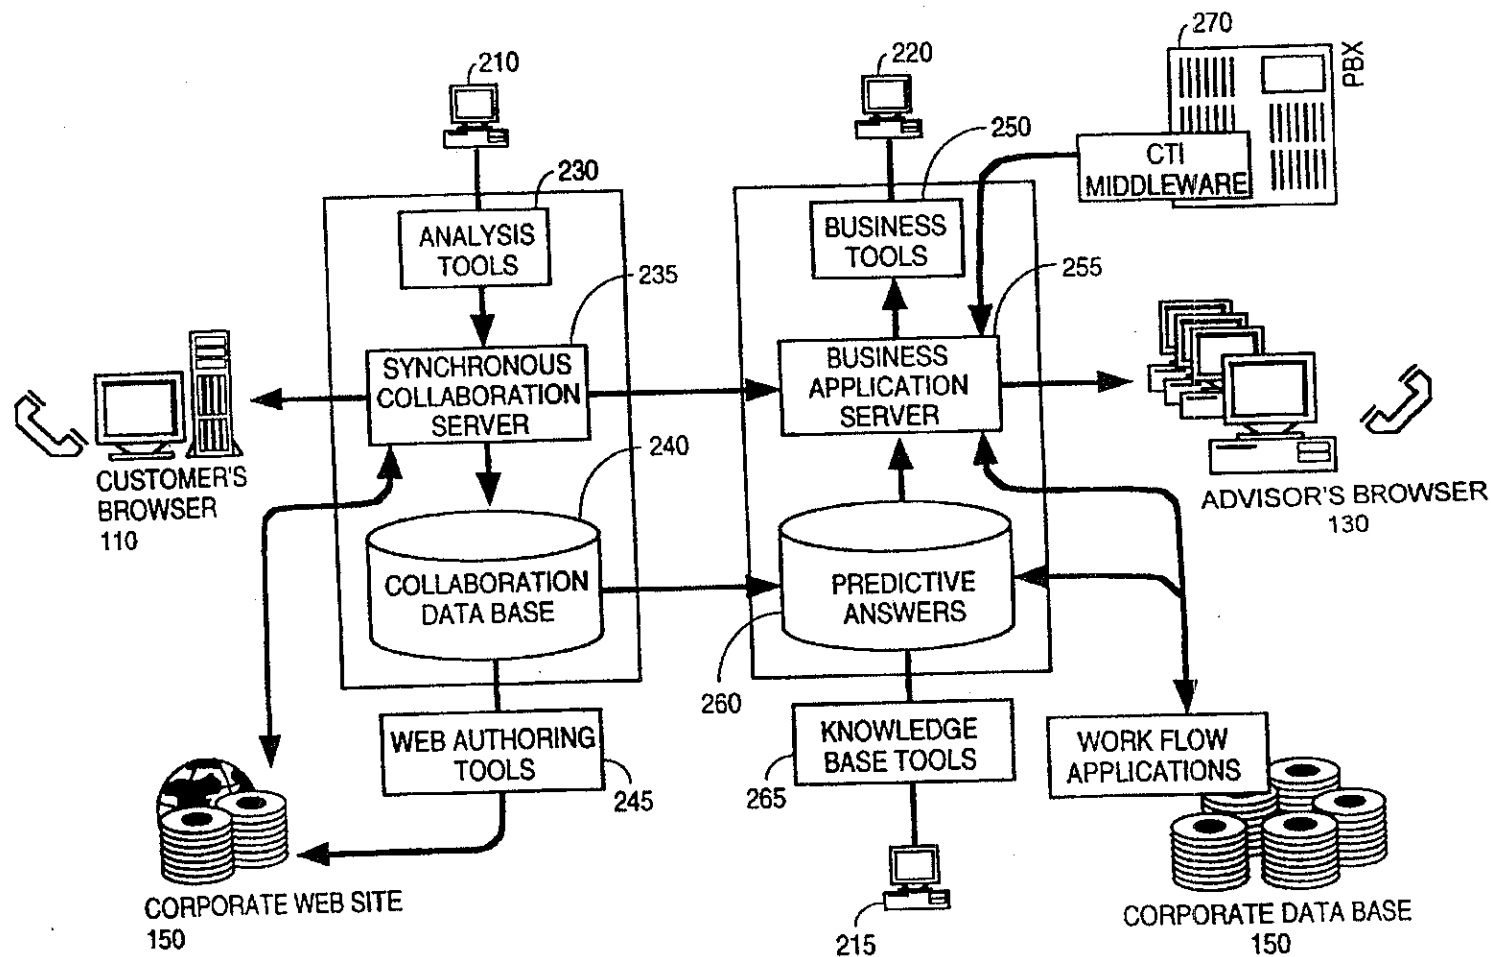 270
PBX
210
220
CTI
MIDDLEWARE
250
230
ANALYSIS
TOOLS
BUSINESS
TOOLS
235
255
SYNCHRONOUS
COLLABORATION
SERVER
BUSINESS
APPLICATION
SERVER
CUSTOMER'S
BROWSER
110
240
ADVISOR'S BROWSER
130
COLLABORATION
DATA BASE
PREDICTIVE
ANSWERS
260
WEB AUTHORING
TOOLS
245
KNOWLEDGE
BASE TOOLS
265
WORK FLOW
APPLICATIONS
CORPORATE WEB SITE
150
215
CORPORATE DATA BASE
150